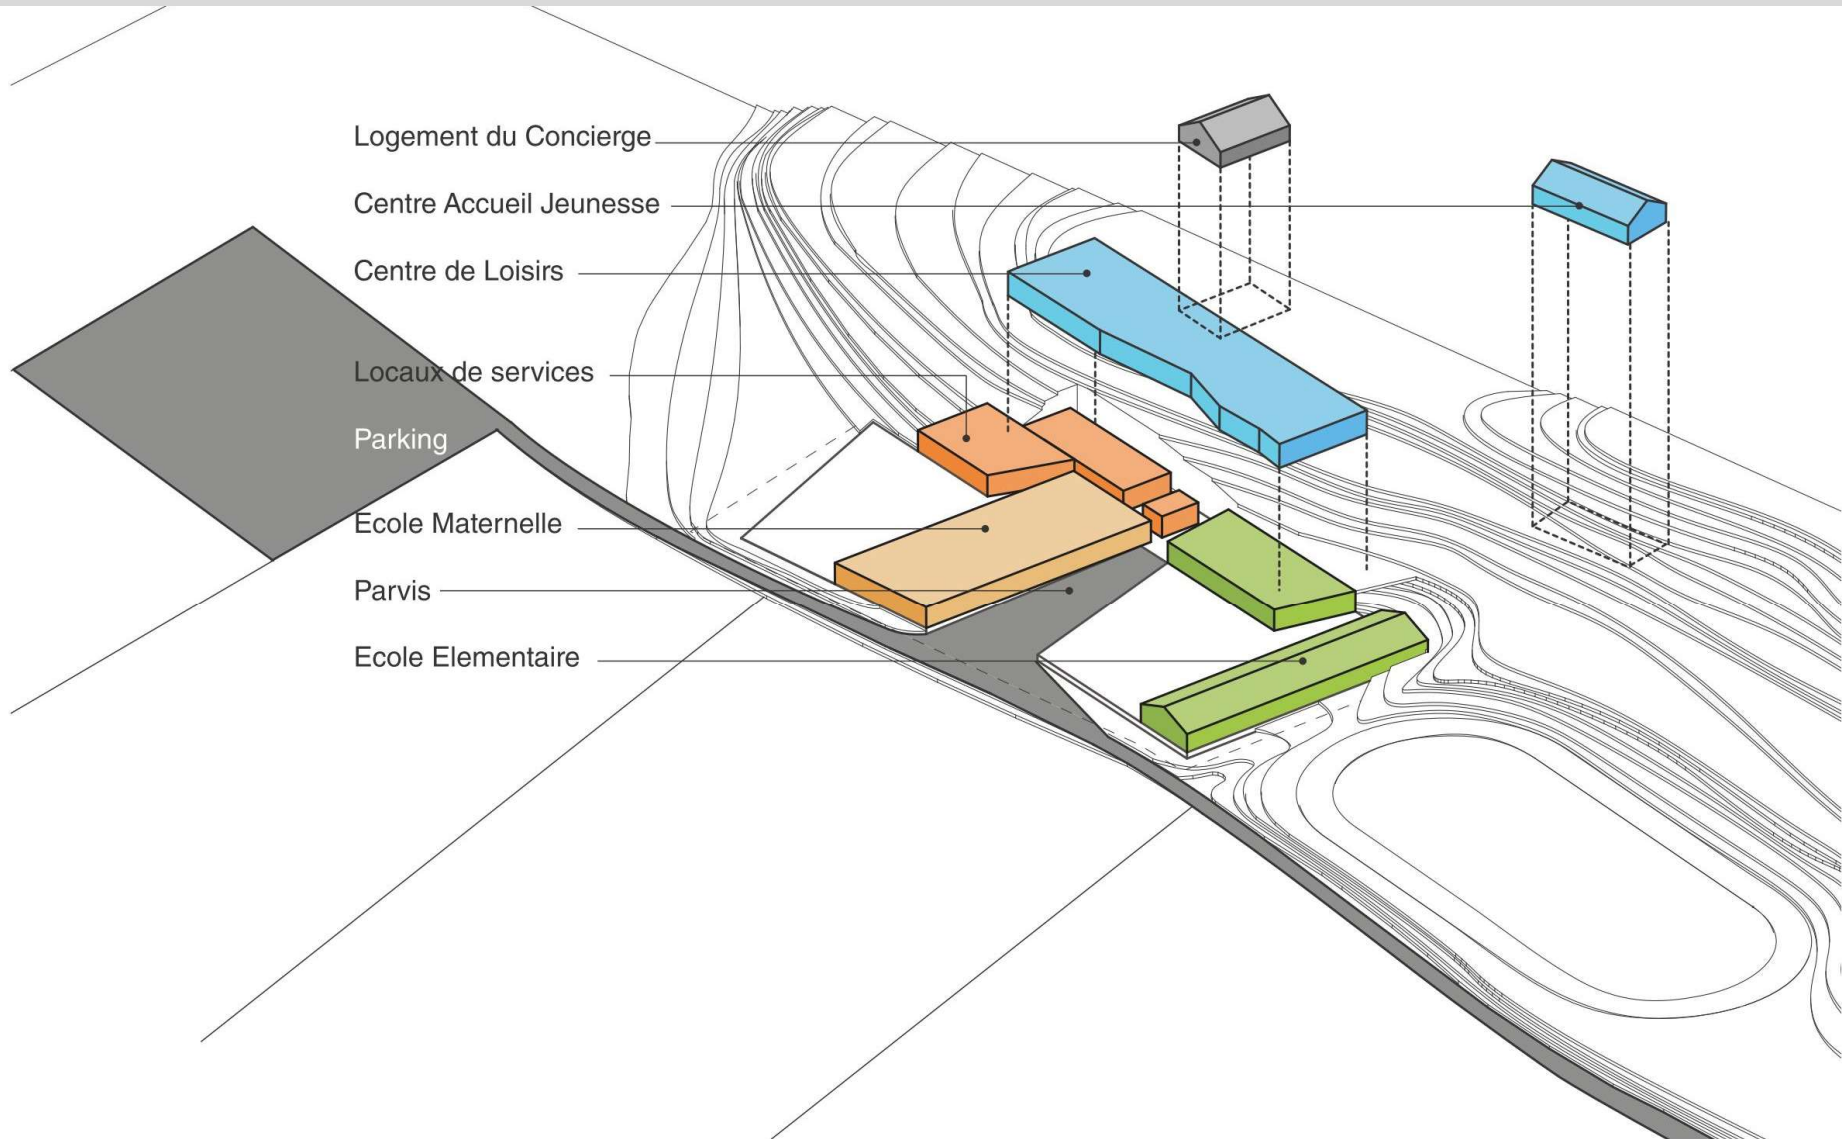 Logement du Concierge
Centre Accueil Jeunesse
Centre de Loisirs
Locaux de services
Parking
Ecole Maternelle
Parvis
Ecole Elementaire